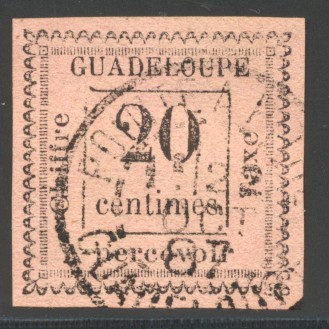 GUADELOUPE
Chiffre
20
Taxe
centimes
à percevoir